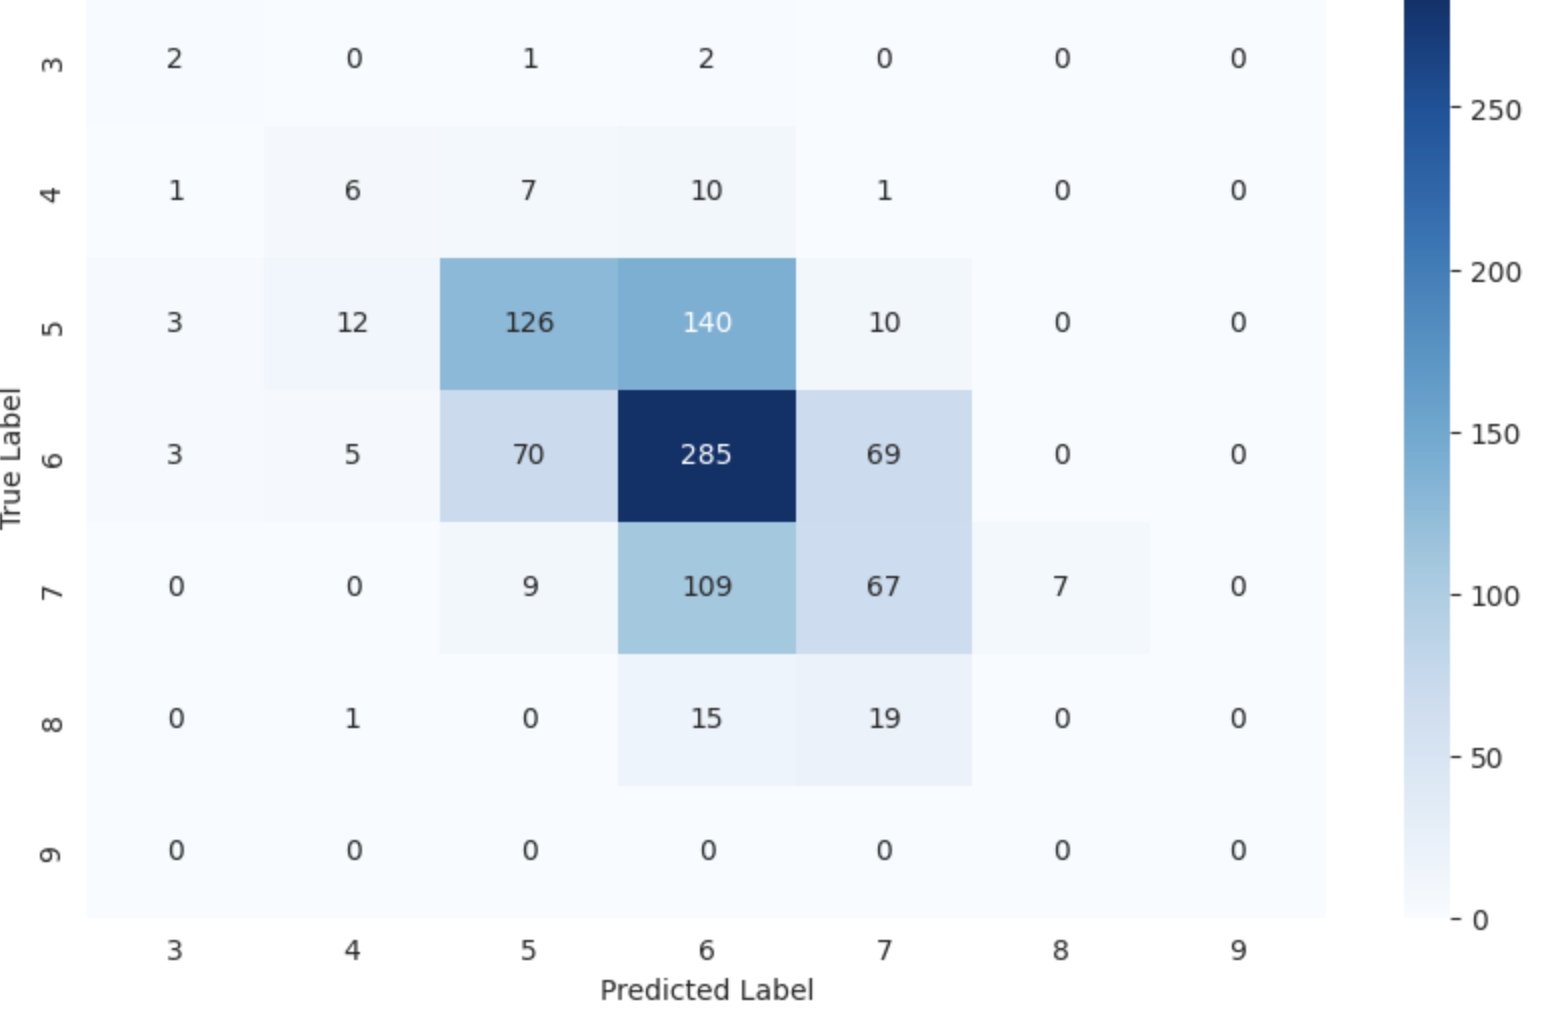 3 2 0 1 2 0 0 0
4 1 6 7 10 1 0 0
5 3 12 126 140 10 0 0
6 3 5 70 285 69 0 0
7 0 0 9 109 67 7 0
8 0 1 0 15 19 0 0
9 0 0 0 0 0 0 0
3 4 5 6 7 8 9
Predicted Label
True Label
250
200
150
100
50
0